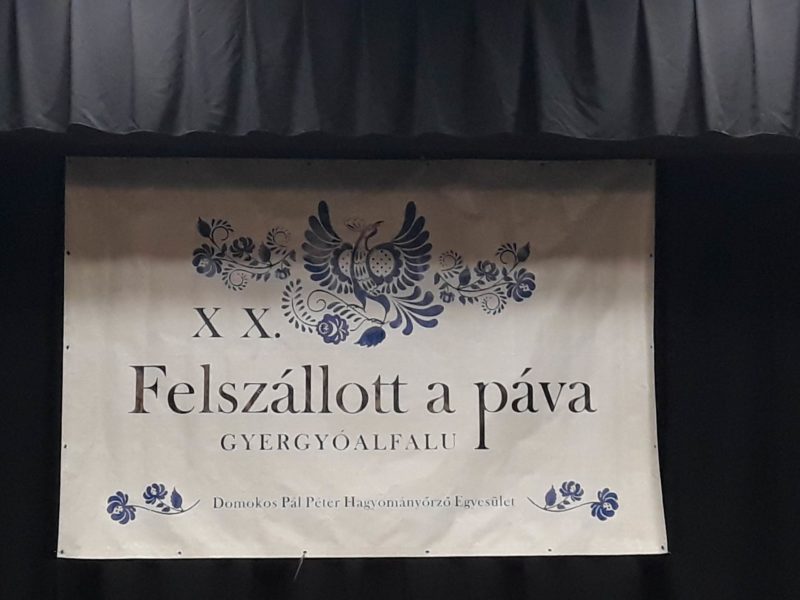 XX.
Felszállott a páva
GYERGYÓALFALU
Domokos Pál Péter Hagyományőrző Egyesület